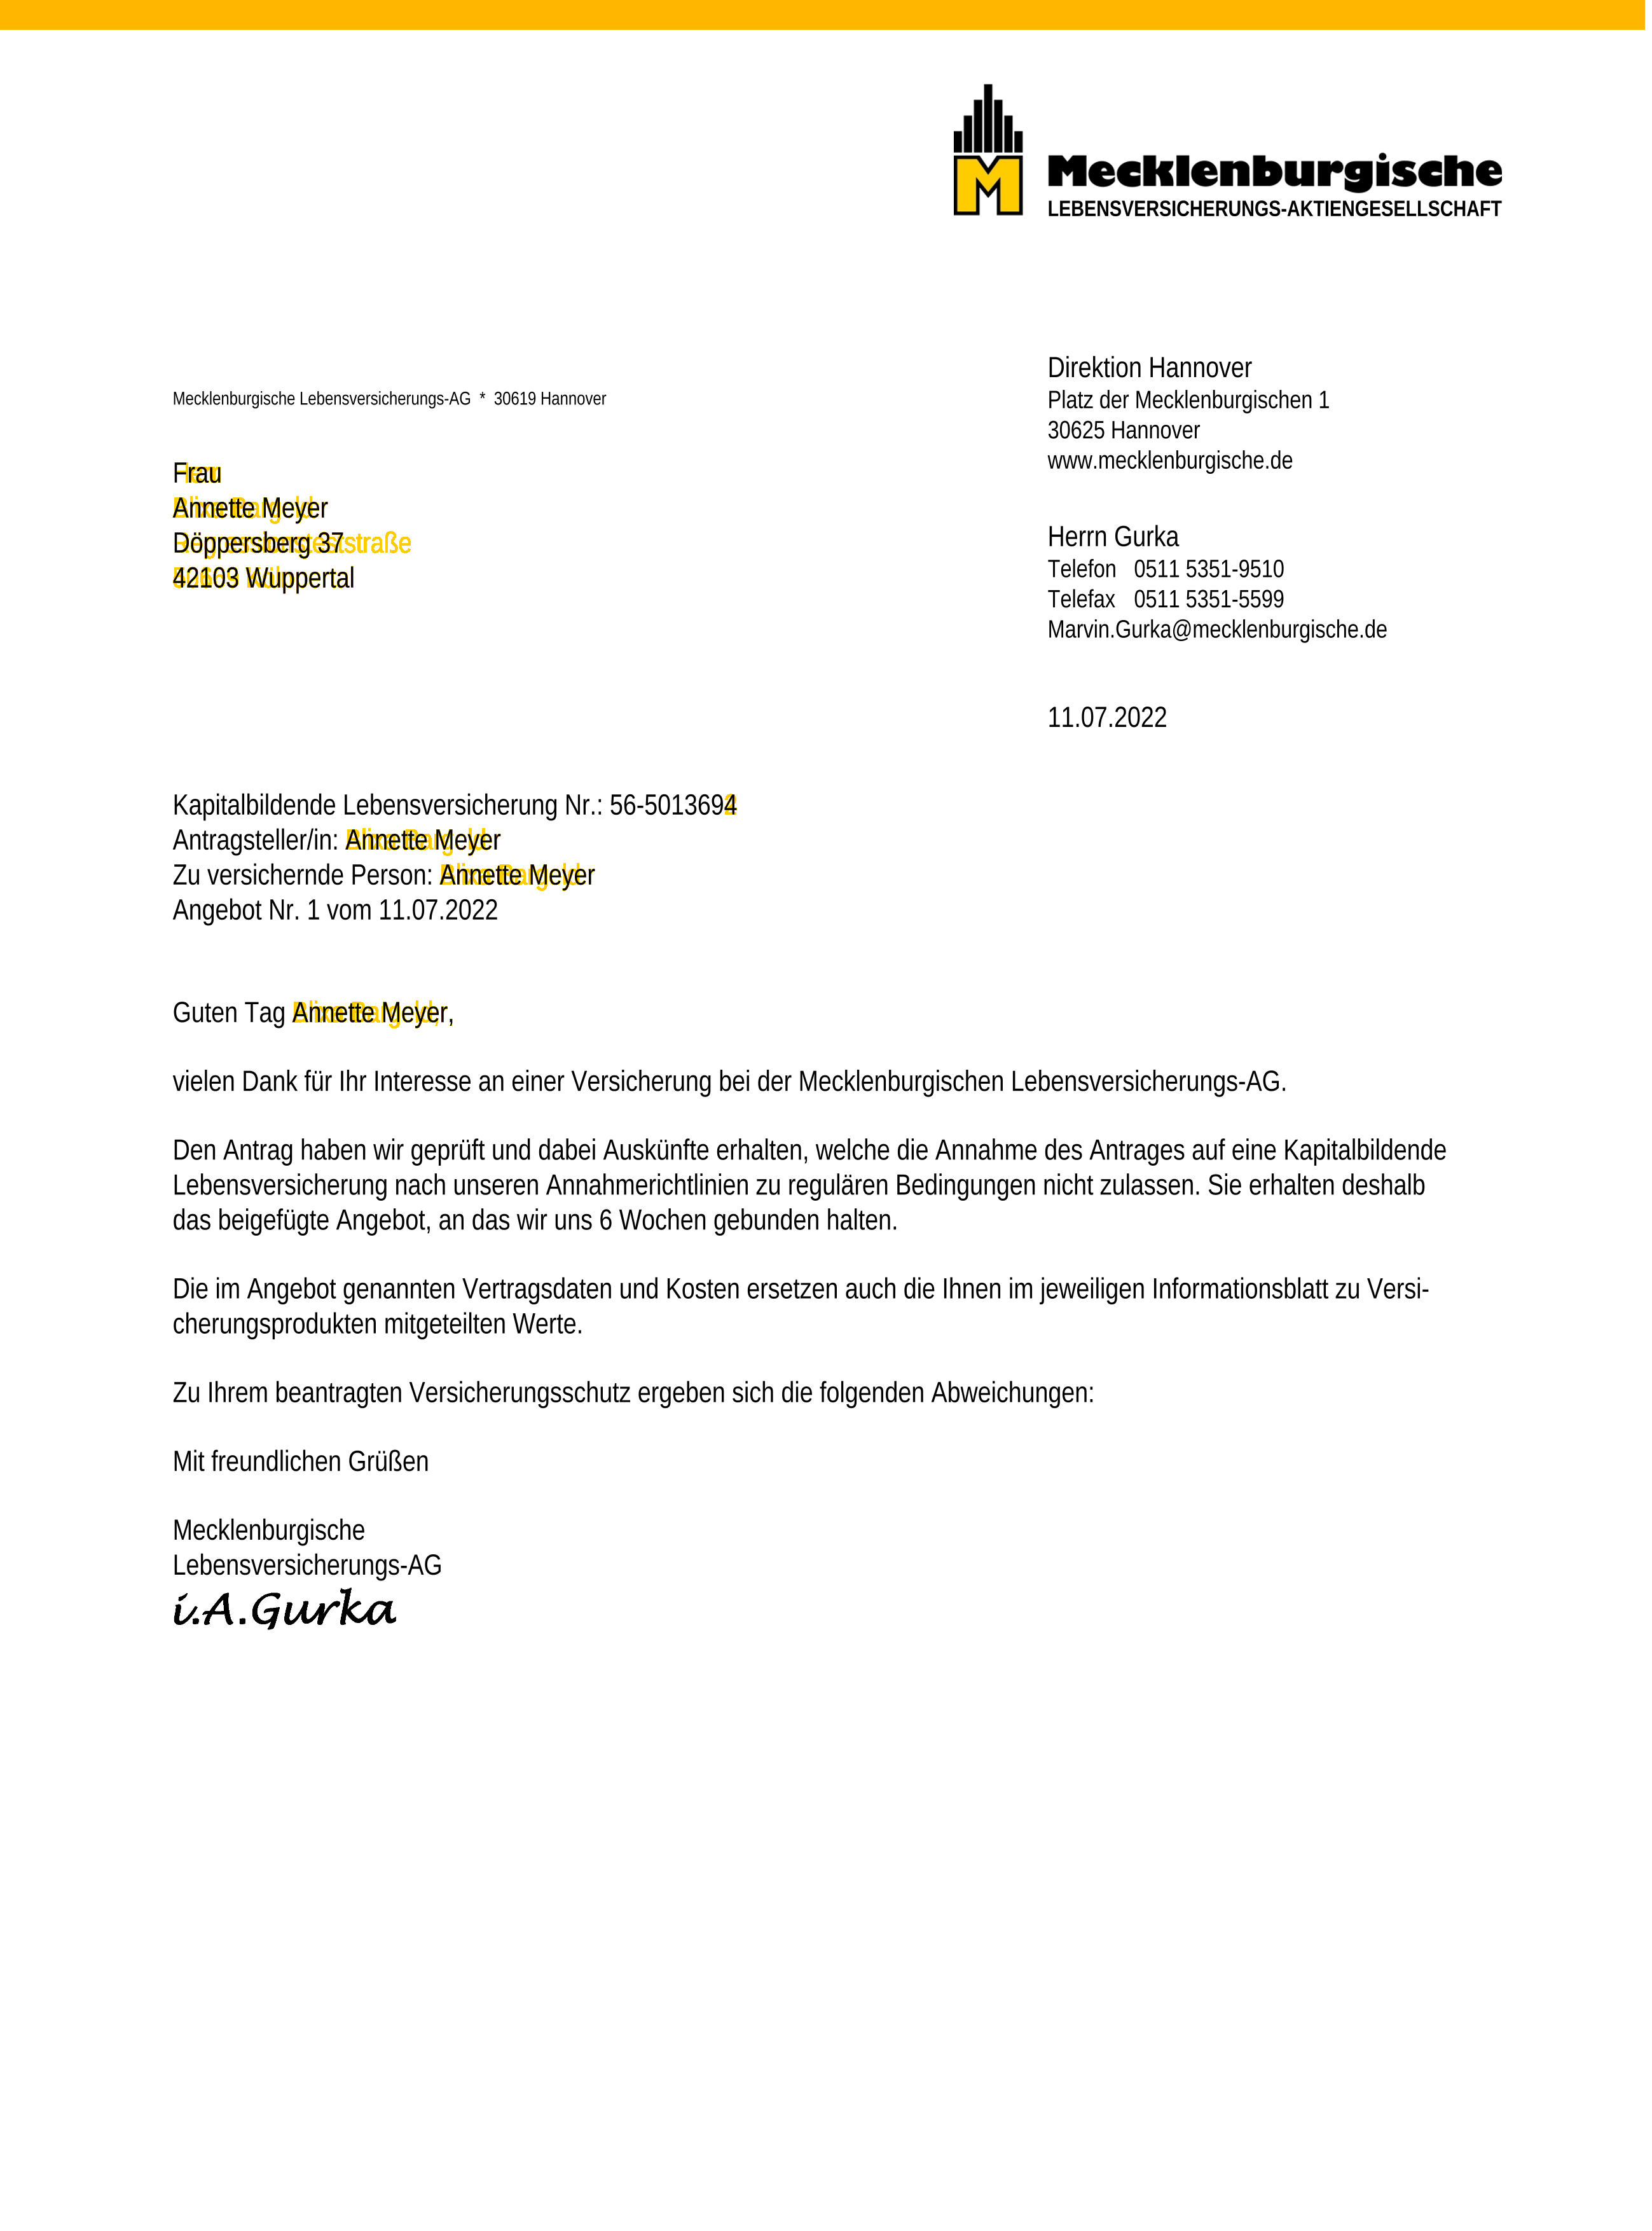 Mecklenburgische
LEBENSVERSICHERUNGS-AKTIENGESELLSCHAFT
Direktion Hannover
Platz der Mecklenburgischen 1
30625 Hannover
www.mecklenburgische.de
Mecklenburgische Lebensversicherungs-AG * 30619 Hannover
Frau
Annette Meyer
Döppersberg 37
42103 Wuppertal
Herrn Gurka
Telefon 0511 5351-9510
Telefax 0511 5351-5599
Marvin.Gurka@mecklenburgische.de
11.07.2022
Kapitalbildende Lebensversicherung Nr.: 56-5013694
Antragsteller/in: Annette Meyer
Zu versichernde Person: Annette Meyer
Angebot Nr. 1 vom 11.07.2022
Guten Tag Annette Meyer,
vielen Dank für Ihr Interesse an einer Versicherung bei der Mecklenburgischen Lebensversicherungs-AG.
Den Antrag haben wir geprüft und dabei Auskünfte erhalten, welche die Annahme des Antrages auf eine Kapitalbildende
Lebensversicherung nach unseren Annahmerichtlinien zu regulären Bedingungen nicht zulassen. Sie erhalten deshalb
das beigefügte Angebot, an das wir uns 6 Wochen gebunden halten.
Die im Angebot genannten Vertragsdaten und Kosten ersetzen auch die Ihnen im jeweiligen Informationsblatt zu Versi-
cherungsprodukten mitgeteilten Werte.
Zu Ihrem beantragten Versicherungsschutz ergeben sich die folgenden Abweichungen:
Mit freundlichen Grüßen
Mecklenburgische
Lebensversicherungs-AG
i.A.Gurka